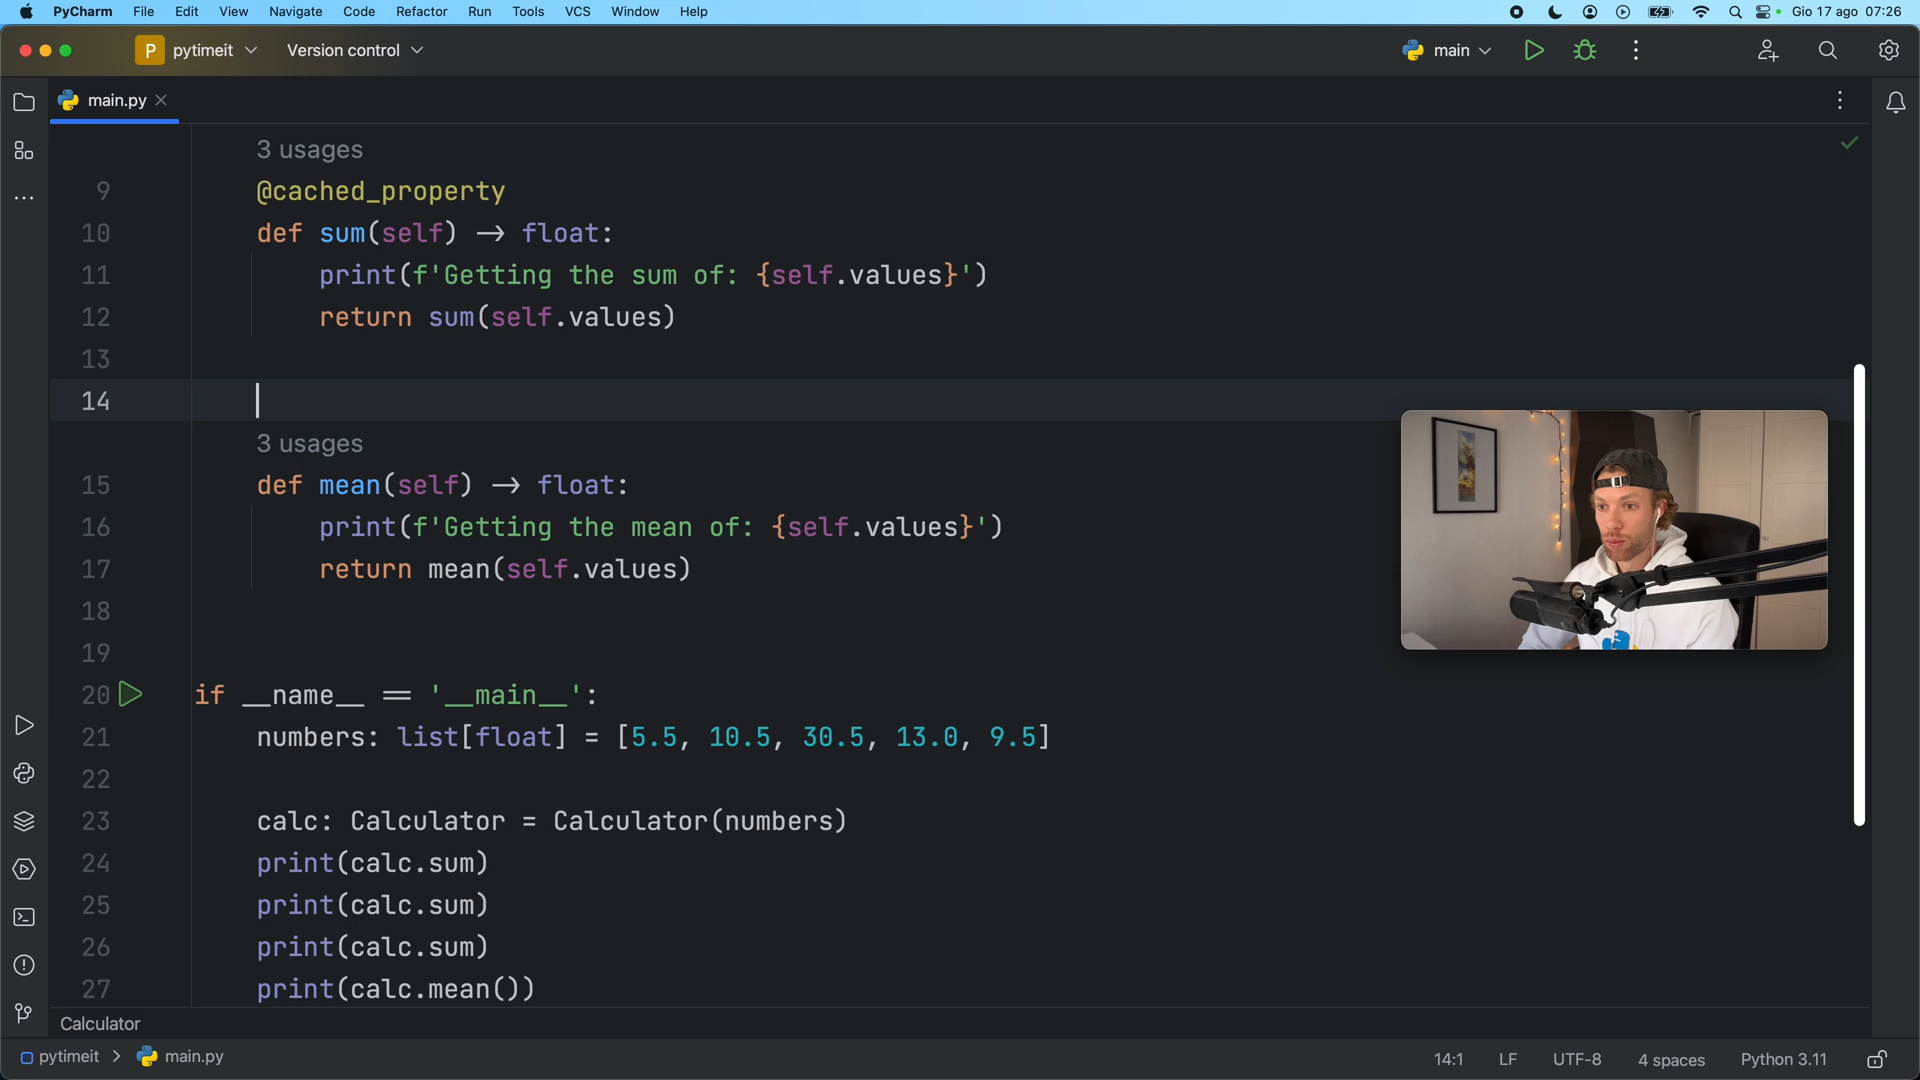 PyCharm File Edit View Navigate Code Refactor Run Tools VCS Window Help Gio 17 ago 07:26
P pytimeit Version control main
main.py
3 usages
9 @cached_property
10 def sum(self) → float:
11 print(f'Getting the sum of: {self.values}')
12 return sum(self.values)
13
14
3 usages
15 def mean(self) → float:
16 print(f'Getting the mean of: {self.values}')
17 return mean(self.values)
18
19
20 if __name__ == '__main__':
21 numbers: list[float] = [5.5, 10.5, 30.5, 13.0, 9.5]
22
23 calc: Calculator = Calculator(numbers)
24 print(calc.sum)
25 print(calc.sum)
26 print(calc.sum)
27 print(calc.mean())
Calculator
pytimeit > main.py 14:1 LF UTF-8 4 spaces Python 3.11